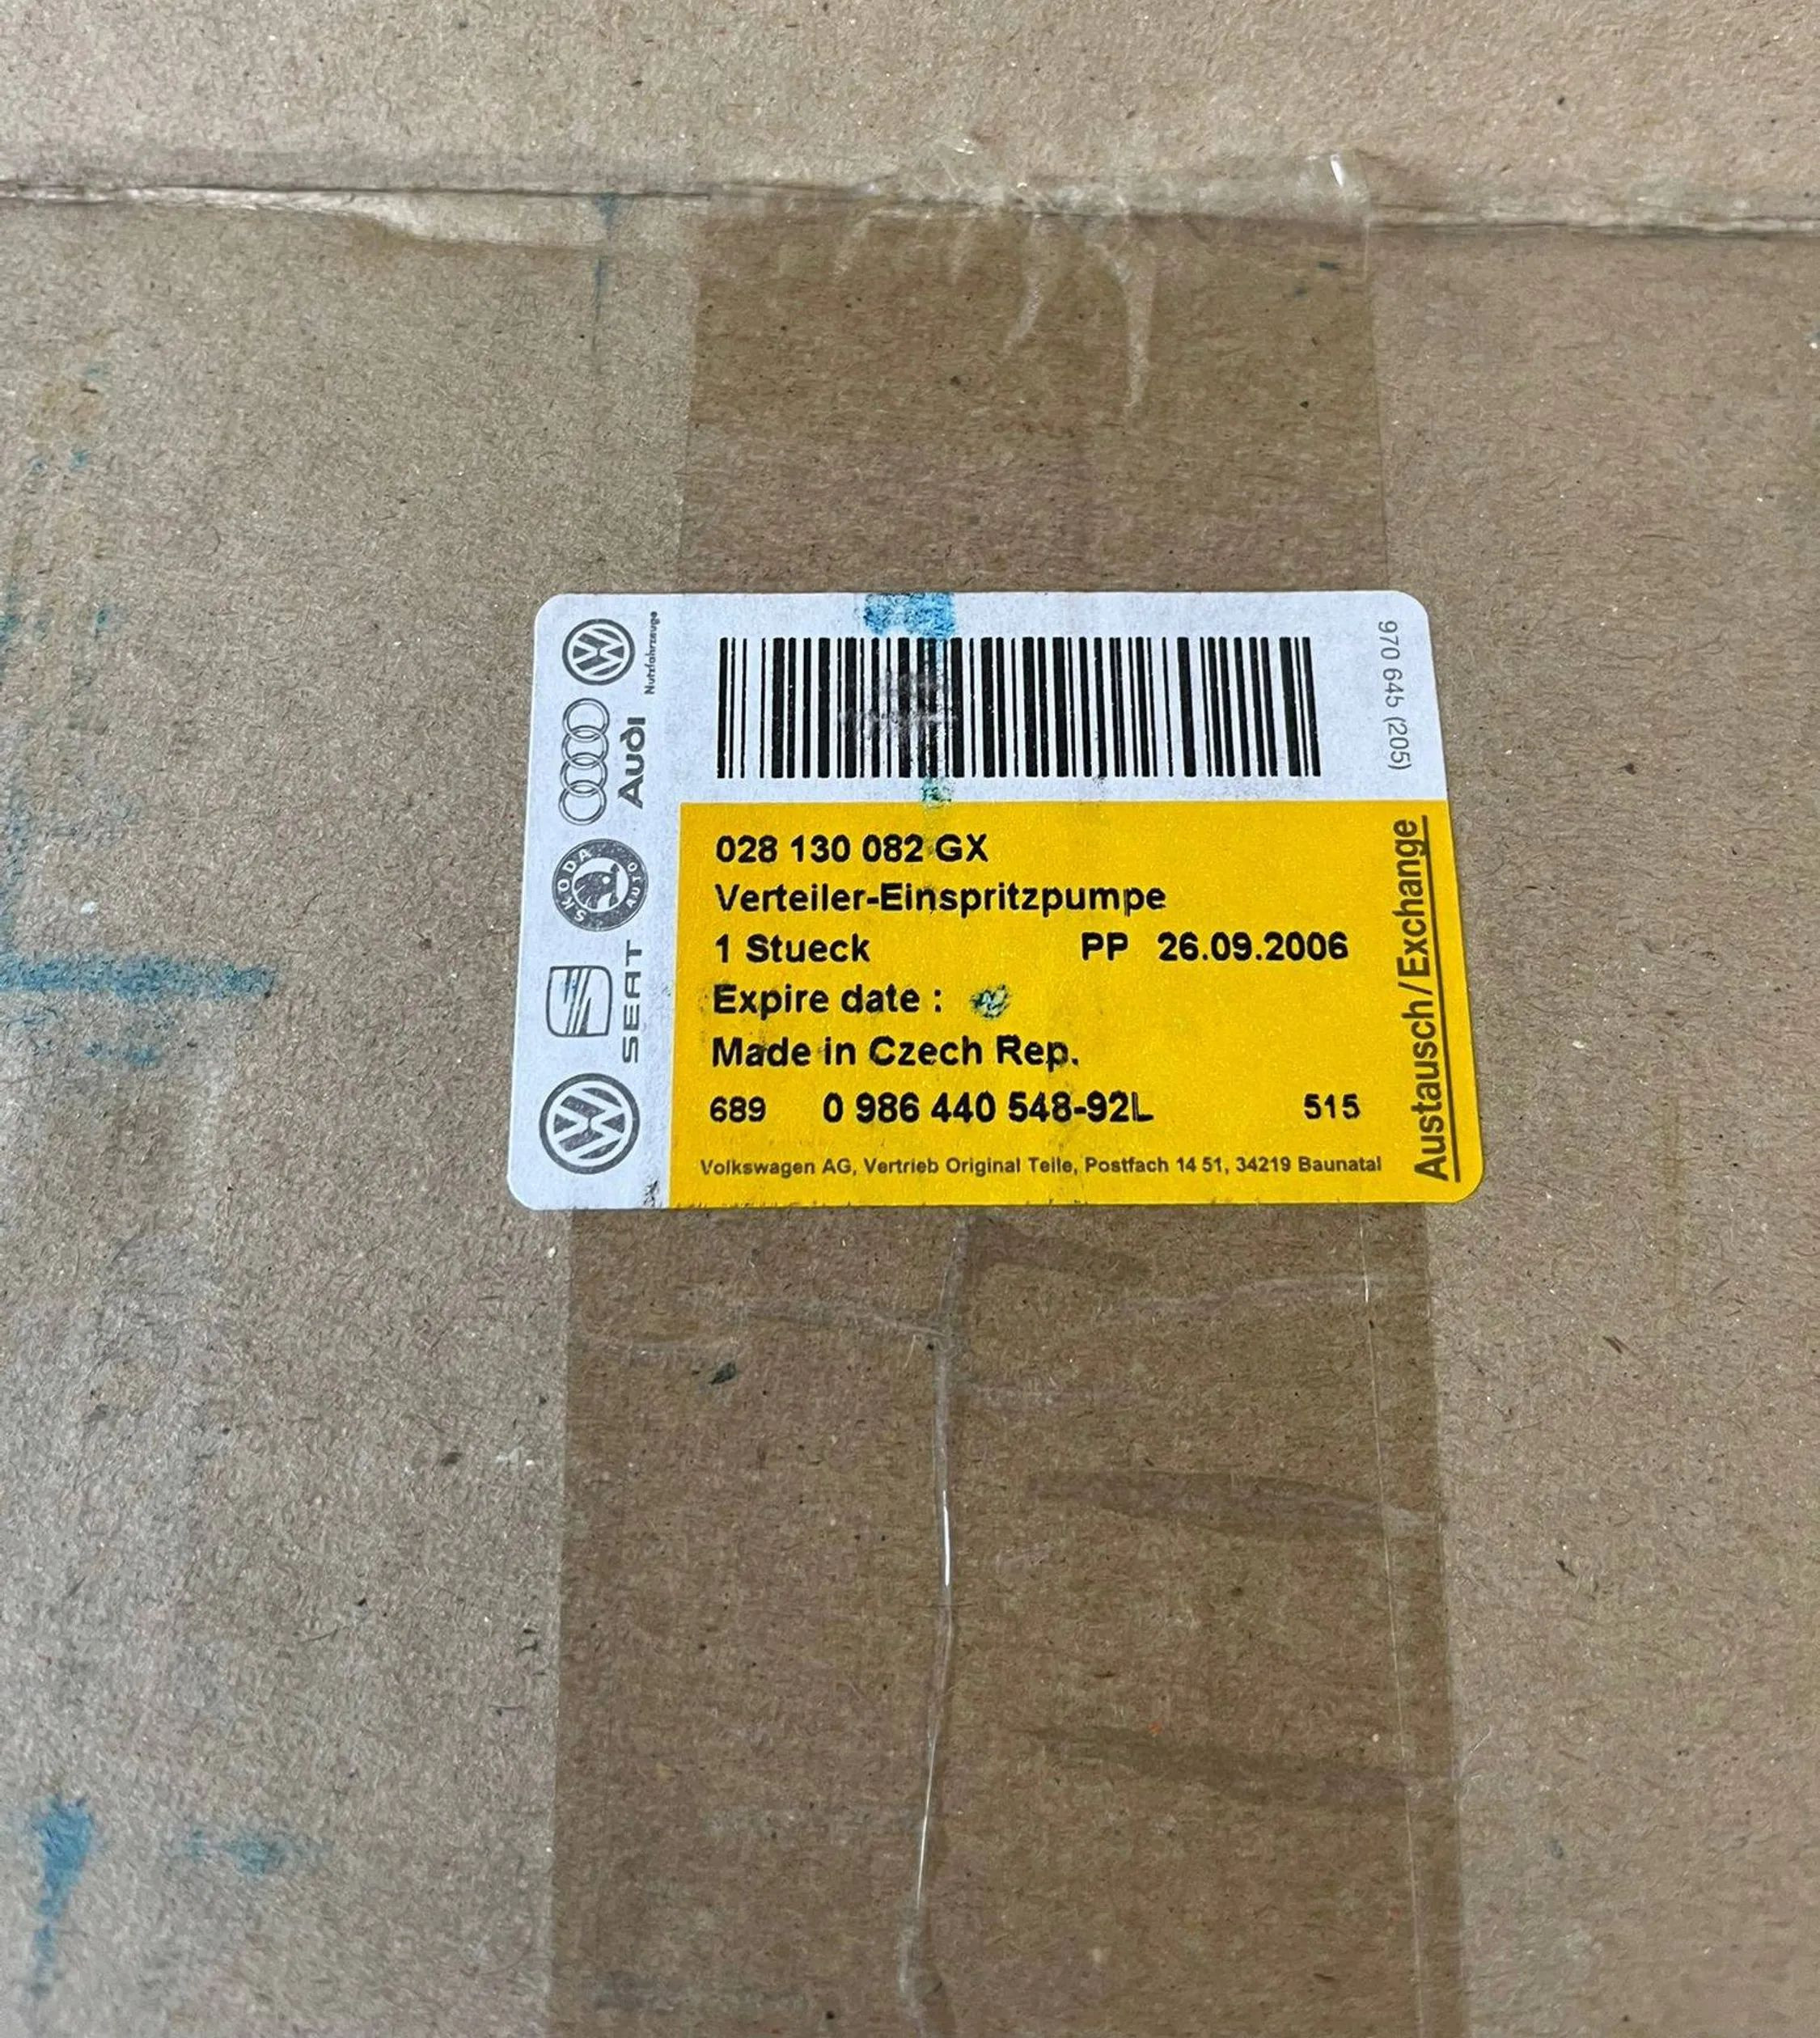 Nutzfahrzeuge
Audi
SKODA AUTO
SEAT
970 645 (205)
028 130 082 GX
Verteiler-Einspritzpumpe
1 Stueck PP 26.09.2006
Expire date :
Made in Czech Rep.
689 0 986 440 548-92L 515
Volkswagen AG, Vertrieb Original Teile, Postfach 14 51, 34219 Baunatal
Austausch/Exchange